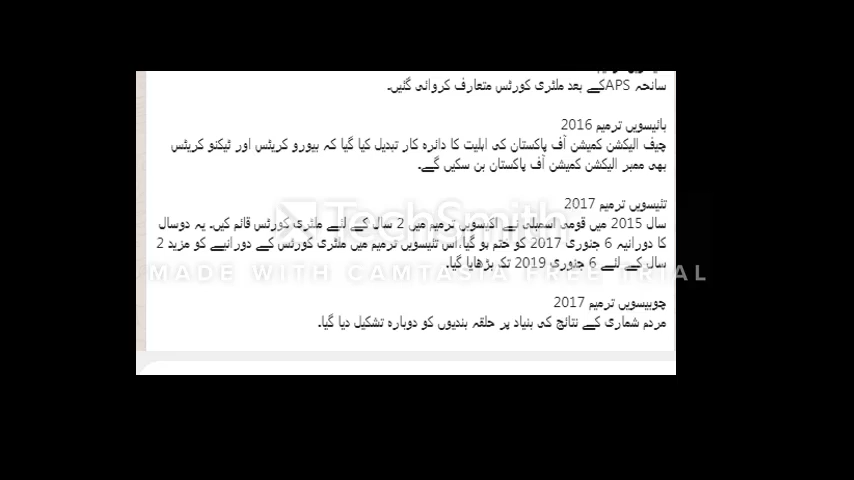 سانحہ APSکے بعد ملٹری کورٹس متعارف کروائی گئیں۔
بائیسویں ترمیم 2016
چیف الیکشن کمیشن آف پاکستان کی اہلیت کا دائرہ کار تبدیل کیا گیا کہ بیورو کریٹس اور ٹیکنو کریٹس
بھی ممبر الیکشن کمیشن آف پاکستان بن سکیں گے۔
تئیسویں ترمیم 2017
سال 2015 میں قومی اسمبلی نے اکیسویں ترمیم میں 2 سال کے لئے ملٹری کورٹس قائم کیں۔ یہ دوسال
کا دورانیہ 6 جنوری 2017 کو ختم ہو گیا،اس تئیسویں ترمیم میں ملٹری کورٹس کے دورانیے کو مزید 2
سال کے لئے 6 جنوری 2019 تک بڑھایا گیا۔
چوبیسویں ترمیم 2017
مردم شماری کے نتائج کی بنیاد پر حلقہ بندیوں کو دوبارہ تشکیل دیا گیا۔
TechSmith
MADE WITH CAMTASIA FREE TRIAL